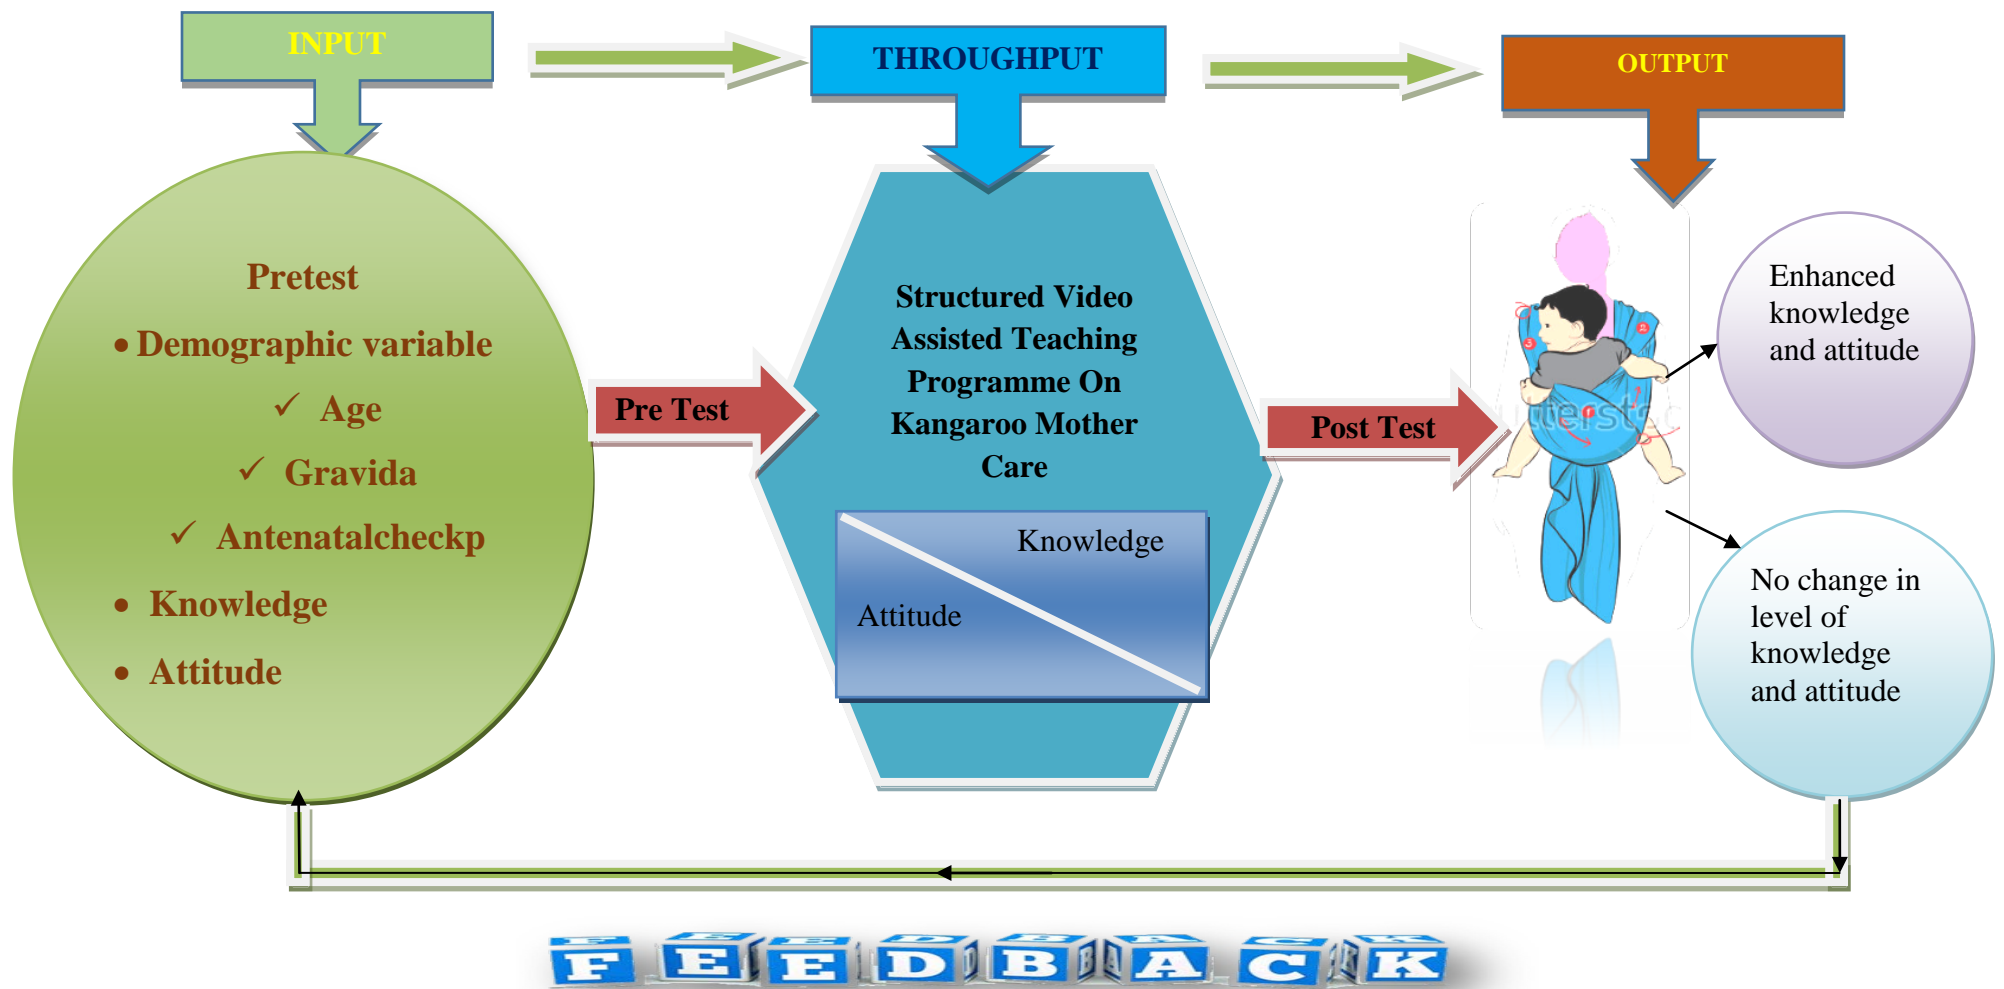 INPUT
THROUGHPUT
OUTPUT
Pretest
• Demographic variable
✓ Age
✓ Gravida
✓ Antenatalcheckp
• Knowledge
• Attitude
Pre Test
Structured Video
Assisted Teaching
Programme On
Kangaroo Mother
Care
Knowledge
Attitude
Post Test
Enhanced
knowledge
and attitude
No change in
level of
knowledge
and attitude
FEEDBACK